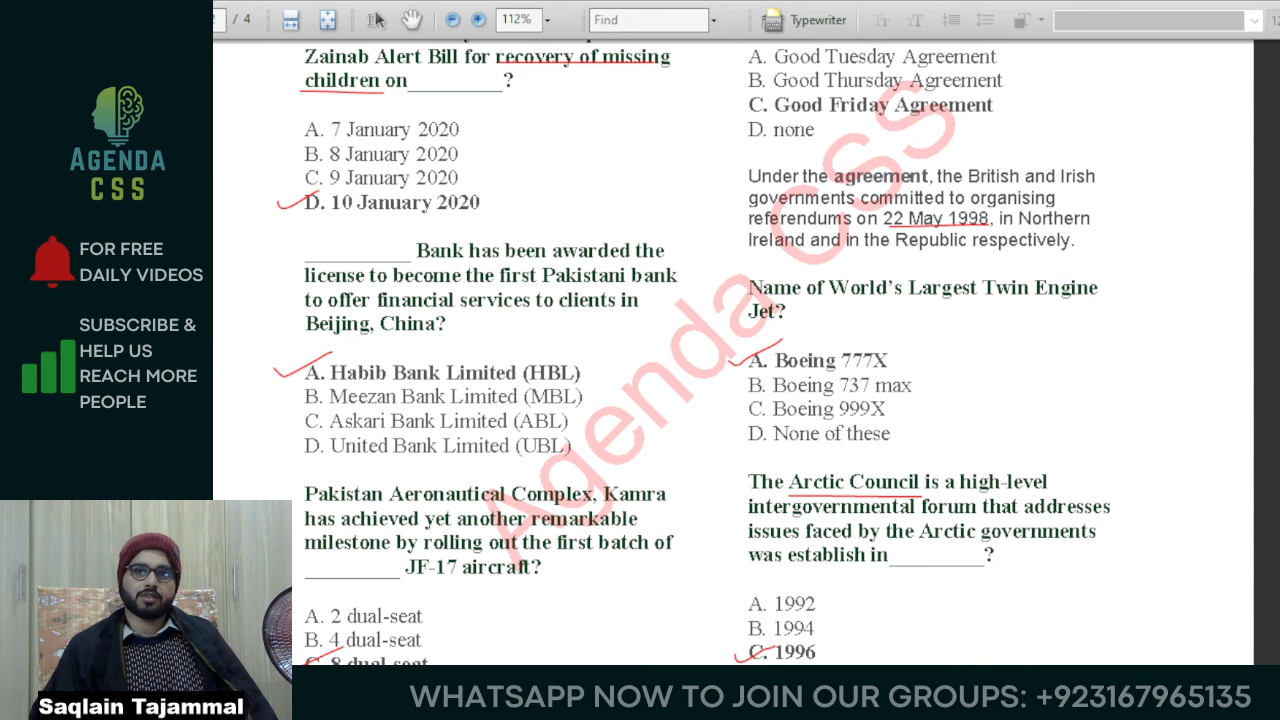 / 4
112%
Find
Typewriter
AGENDA
CSS
FOR FREE
DAILY VIDEOS
SUBSCRIBE &
HELP US
REACH MORE
PEOPLE
Zainab Alert Bill for recovery of missing
children on__________?
A. 7 January 2020
B. 8 January 2020
C. 9 January 2020
D. 10 January 2020
___________ Bank has been awarded the
license to become the first Pakistani bank
to offer financial services to clients in
Beijing, China?
A. Habib Bank Limited (HBL)
B. Meezan Bank Limited (MBL)
C. Askari Bank Limited (ABL)
D. United Bank Limited (UBL)
Pakistan Aeronautical Complex, Kamra
has achieved yet another remarkable
milestone by rolling out the first batch of
__________ JF-17 aircraft?
A. 2 dual-seat
B. 4 dual-seat
C. 8 dual-seat
A. Good Tuesday Agreement
B. Good Thursday Agreement
C. Good Friday Agreement
D. none
Under the agreement, the British and Irish
governments committed to organising
referendums on 22 May 1998, in Northern
Ireland and in the Republic respectively.
Name of World's Largest Twin Engine
Jet?
A. Boeing 777X
B. Boeing 737 max
C. Boeing 999X
D. None of these
The Arctic Council is a high-level
intergovernmental forum that addresses
issues faced by the Arctic governments
was establish in__________?
A. 1992
B. 1994
C. 1996
Agenda CSS
Saqlain Tajammal
WHATSAPP NOW TO JOIN OUR GROUPS: +923167965135